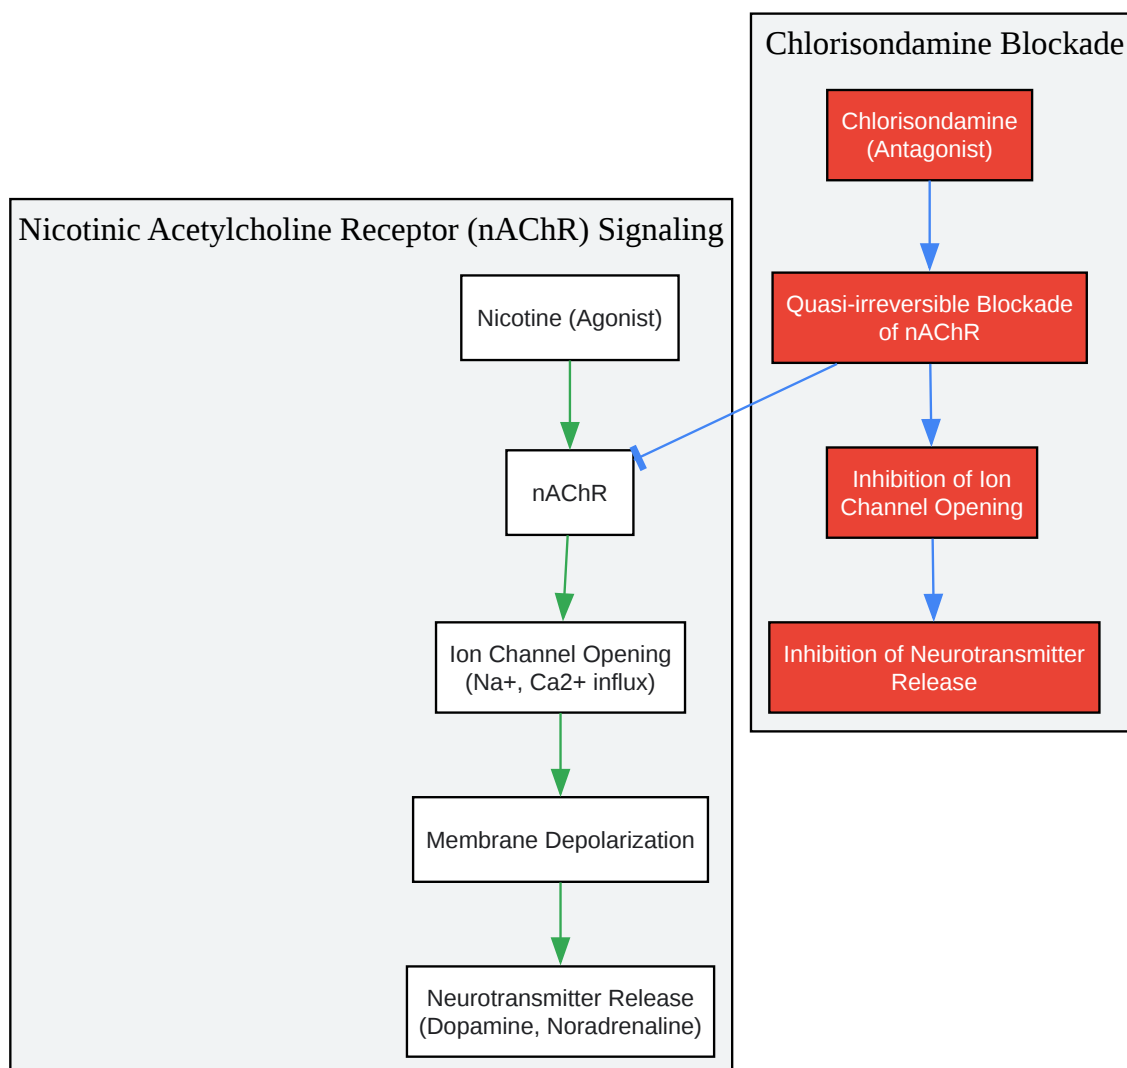 Chlorisondamine Blockade
Chlorisondamine
(Antagonist)
Quasi-irreversible Blockade
of nAChR
Inhibition of Ion
Channel Opening
Inhibition of Neurotransmitter
Release
Nicotinic Acetylcholine Receptor (nAChR) Signaling
Nicotine (Agonist)
nAChR
Ion Channel Opening
(Na+, Ca2+ influx)
Membrane Depolarization
Neurotransmitter Release
(Dopamine, Noradrenaline)